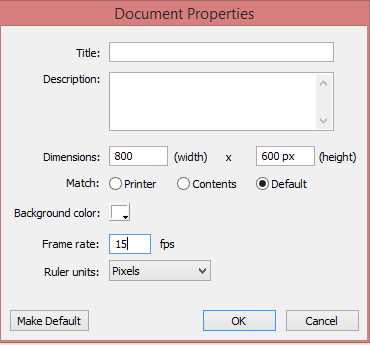 Document Properties
Title:
Description:
Dimensions: 800 (width) x 600 px (height)
Match: Printer Contents Default
Background color:
Frame rate: 15 fps
Ruler units: Pixels
Make Default OK Cancel